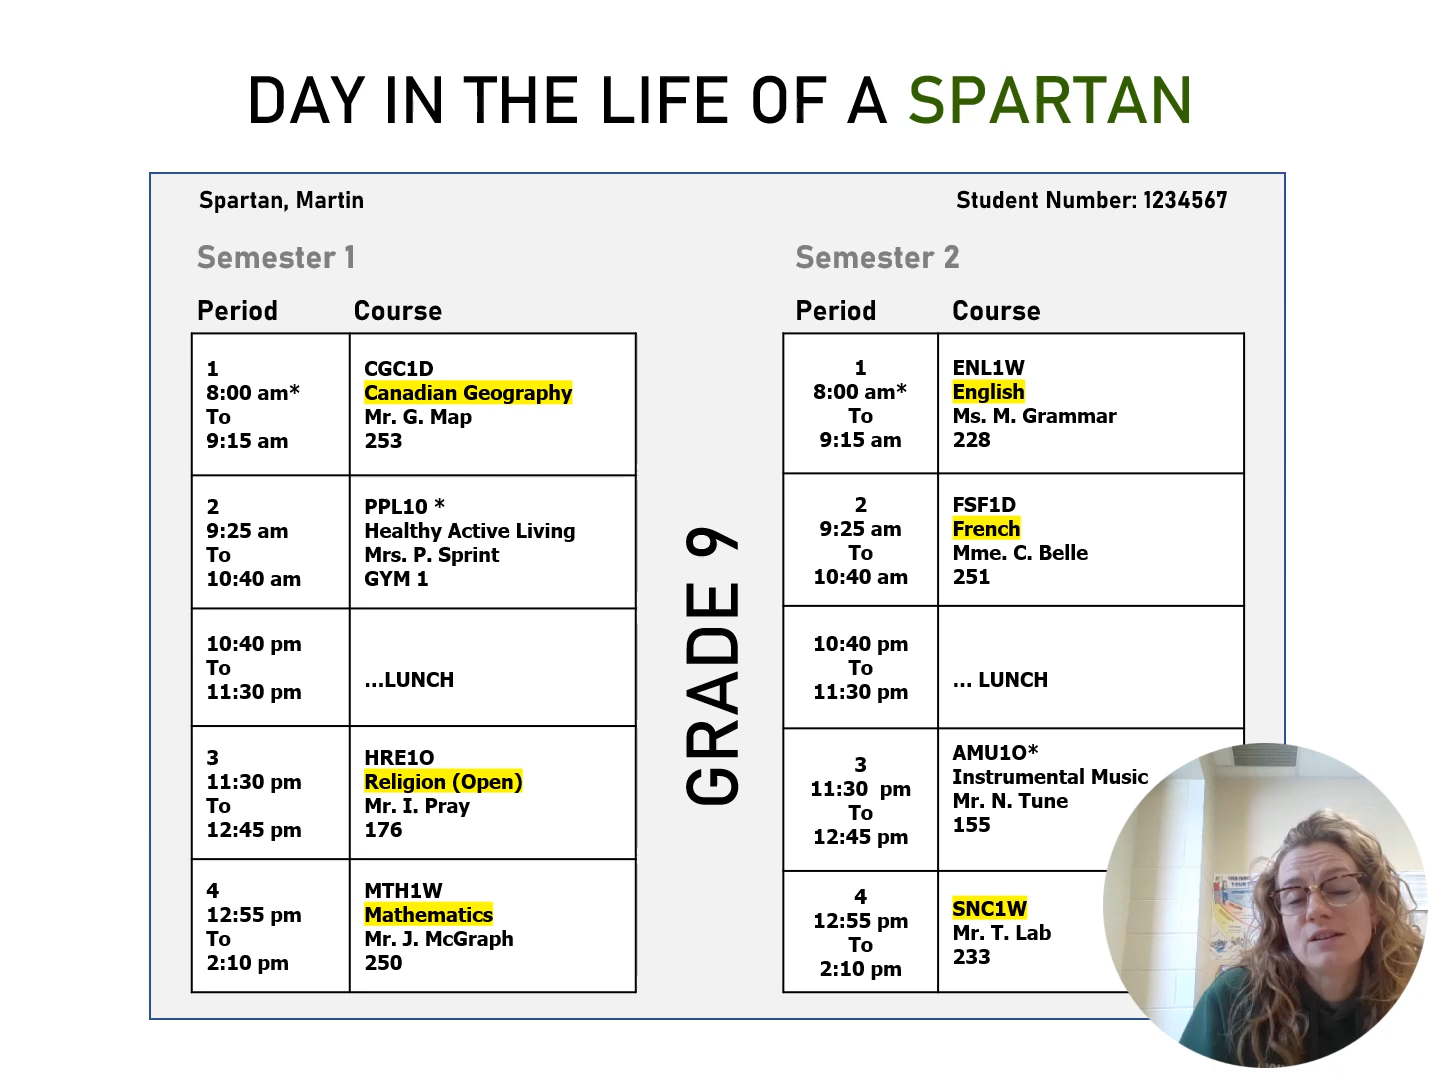 DAY IN THE LIFE OF A SPARTAN
Spartan, Martin
Student Number: 1234567
Semester 1
Period Course
1
8:00 am*
To
9:15 am
CGC1D
Canadian Geography
Mr. G. Map
253
2
9:25 am
To
10:40 am
PPL10 *
Healthy Active Living
Mrs. P. Sprint
GYM 1
10:40 pm
To
11:30 pm
...LUNCH
3
11:30 pm
To
12:45 pm
HRE1O
Religion (Open)
Mr. I. Pray
176
4
12:55 pm
To
2:10 pm
MTH1W
Mathematics
Mr. J. McGraph
250
GRADE 9
Semester 2
Period Course
1
8:00 am*
To
9:15 am
ENL1W
English
Ms. M. Grammar
228
2
9:25 am
To
10:40 am
FSF1D
French
Mme. C. Belle
251
10:40 pm
To
11:30 pm
... LUNCH
3
11:30 pm
To
12:45 pm
AMU1O*
Instrumental Music
Mr. N. Tune
155
4
12:55 pm
To
2:10 pm
SNC1W
Mr. T. Lab
233